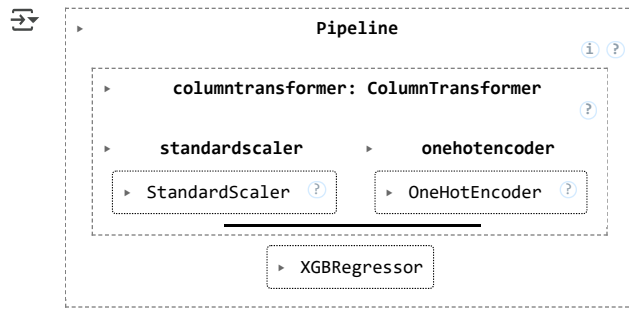 Pipeline
i ?
columntransformer: ColumnTransformer
?
standardscaler onehotencoder
StandardScaler ? OneHotEncoder ?
XGBRegressor